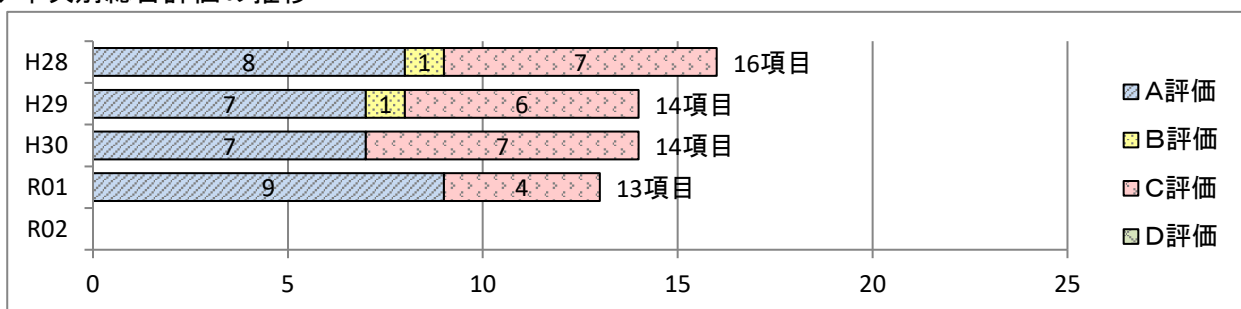 年次別総合評価の推移
H28 8 1 7 16項目
H29 7 1 6 14項目
H30 7 7 14項目
R01 9 4 13項目
R02
0 5 10 15 20 25
A評価
B評価
C評価
D評価